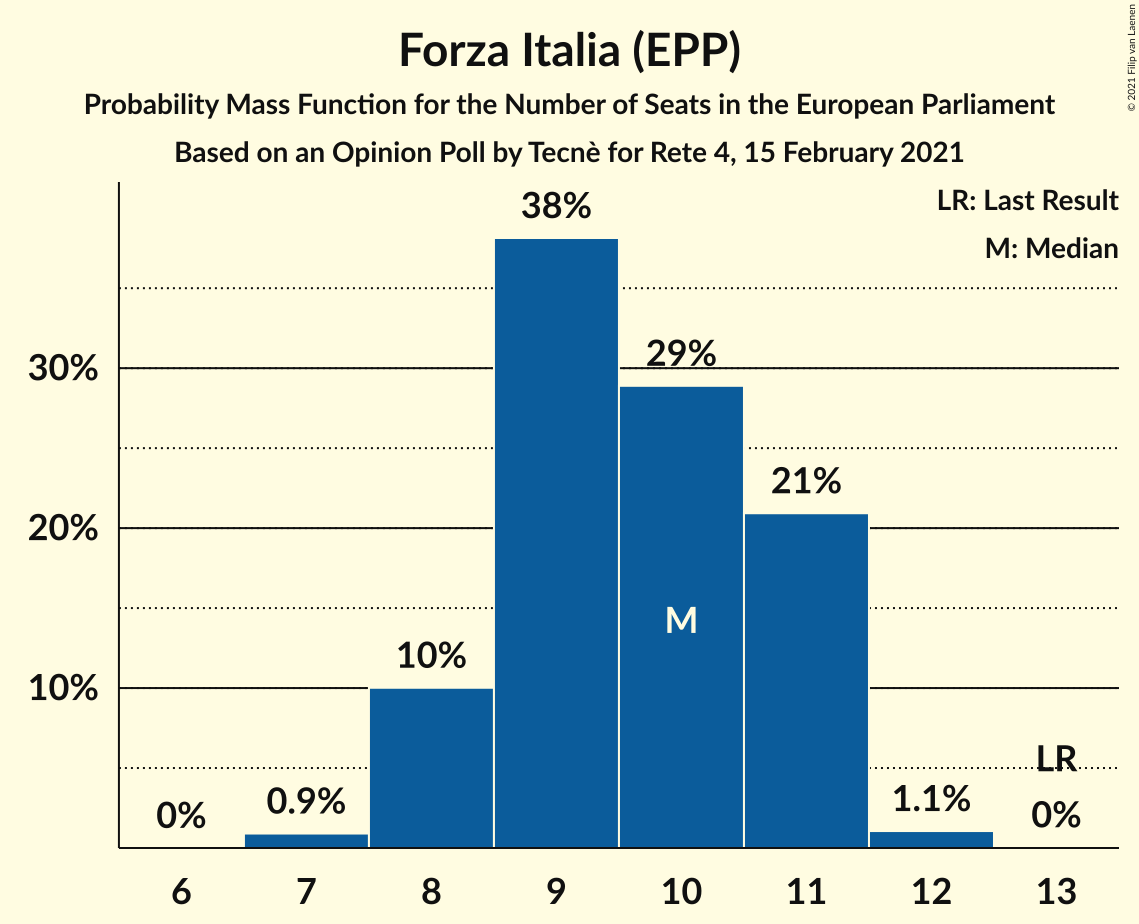 Forza Italia (EPP)
Probability Mass Function for the Number of Seats in the European Parliament
Based on an Opinion Poll by Tecnè for Rete 4, 15 February 2021
© 2021 Filip van Laenen
LR: Last Result
M: Median
38%
29%
30%
21%
20%
M
10%
10%
LR
0%
0.9%
1.1%
0%
6 7 8 9 10 11 12 13